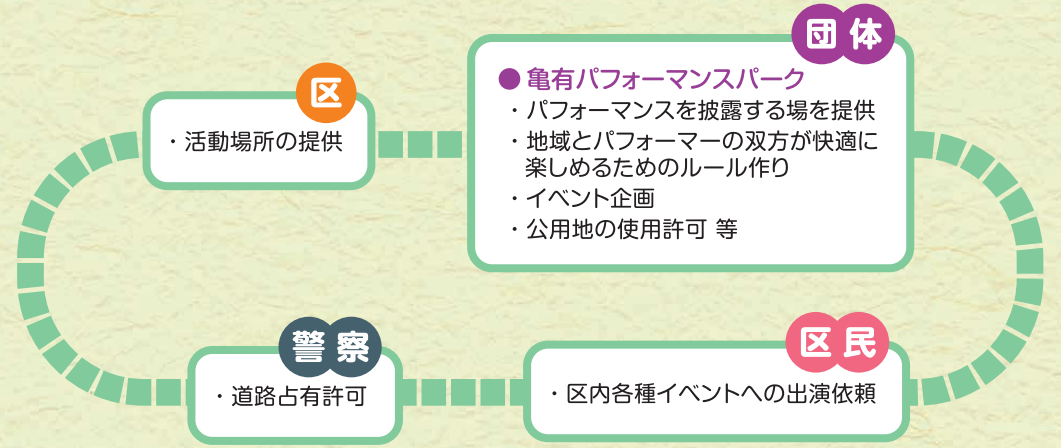 区
・活動場所の提供
団体
●亀有パフォーマンスパーク
・パフォーマンスを披露する場を提供
・地域とパフォーマーの双方が快適に
楽しめるためのルール作り
・イベント企画
・公用地の使用許可 等
警察
・道路占有許可
区民
・区内各種イベントへの出演依頼